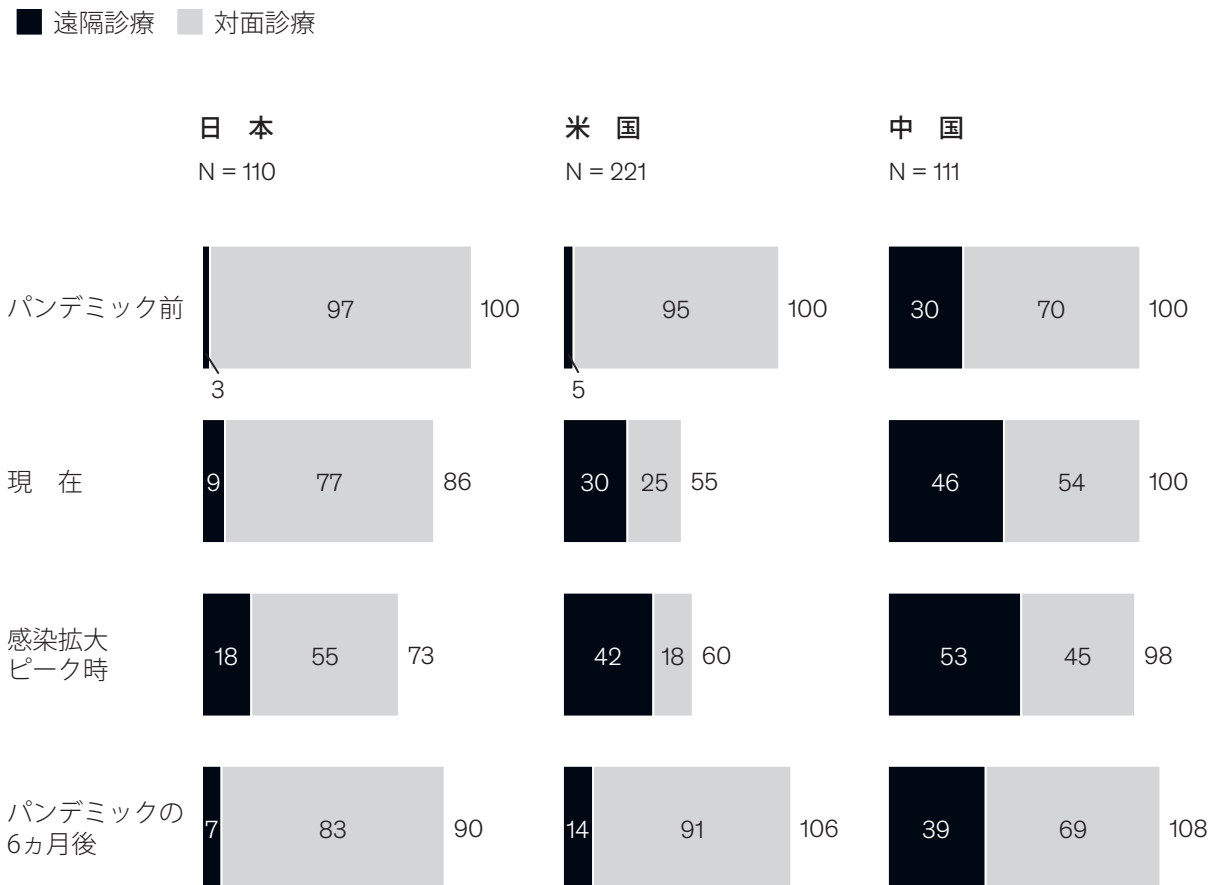 遠隔診療 対面診療
日 本 米 国 中 国
N = 110 N = 221 N = 111
パンデミック前 97 100 95 100 30 70 100
3 5
現 在 9 77 86 30 25 55 46 54 100
感染拡大
ピーク時 18 55 73 42 18 60 53 45 98
パンデミックの
6ヵ月後 7 83 90 14 91 106 39 69 108